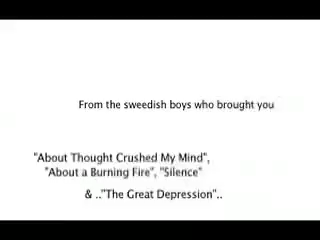 From the sweedish boys who brought you
"About Thought Crushed My Mind",
"About a Burning Fire", "Silence"
& .."The Great Depression"..